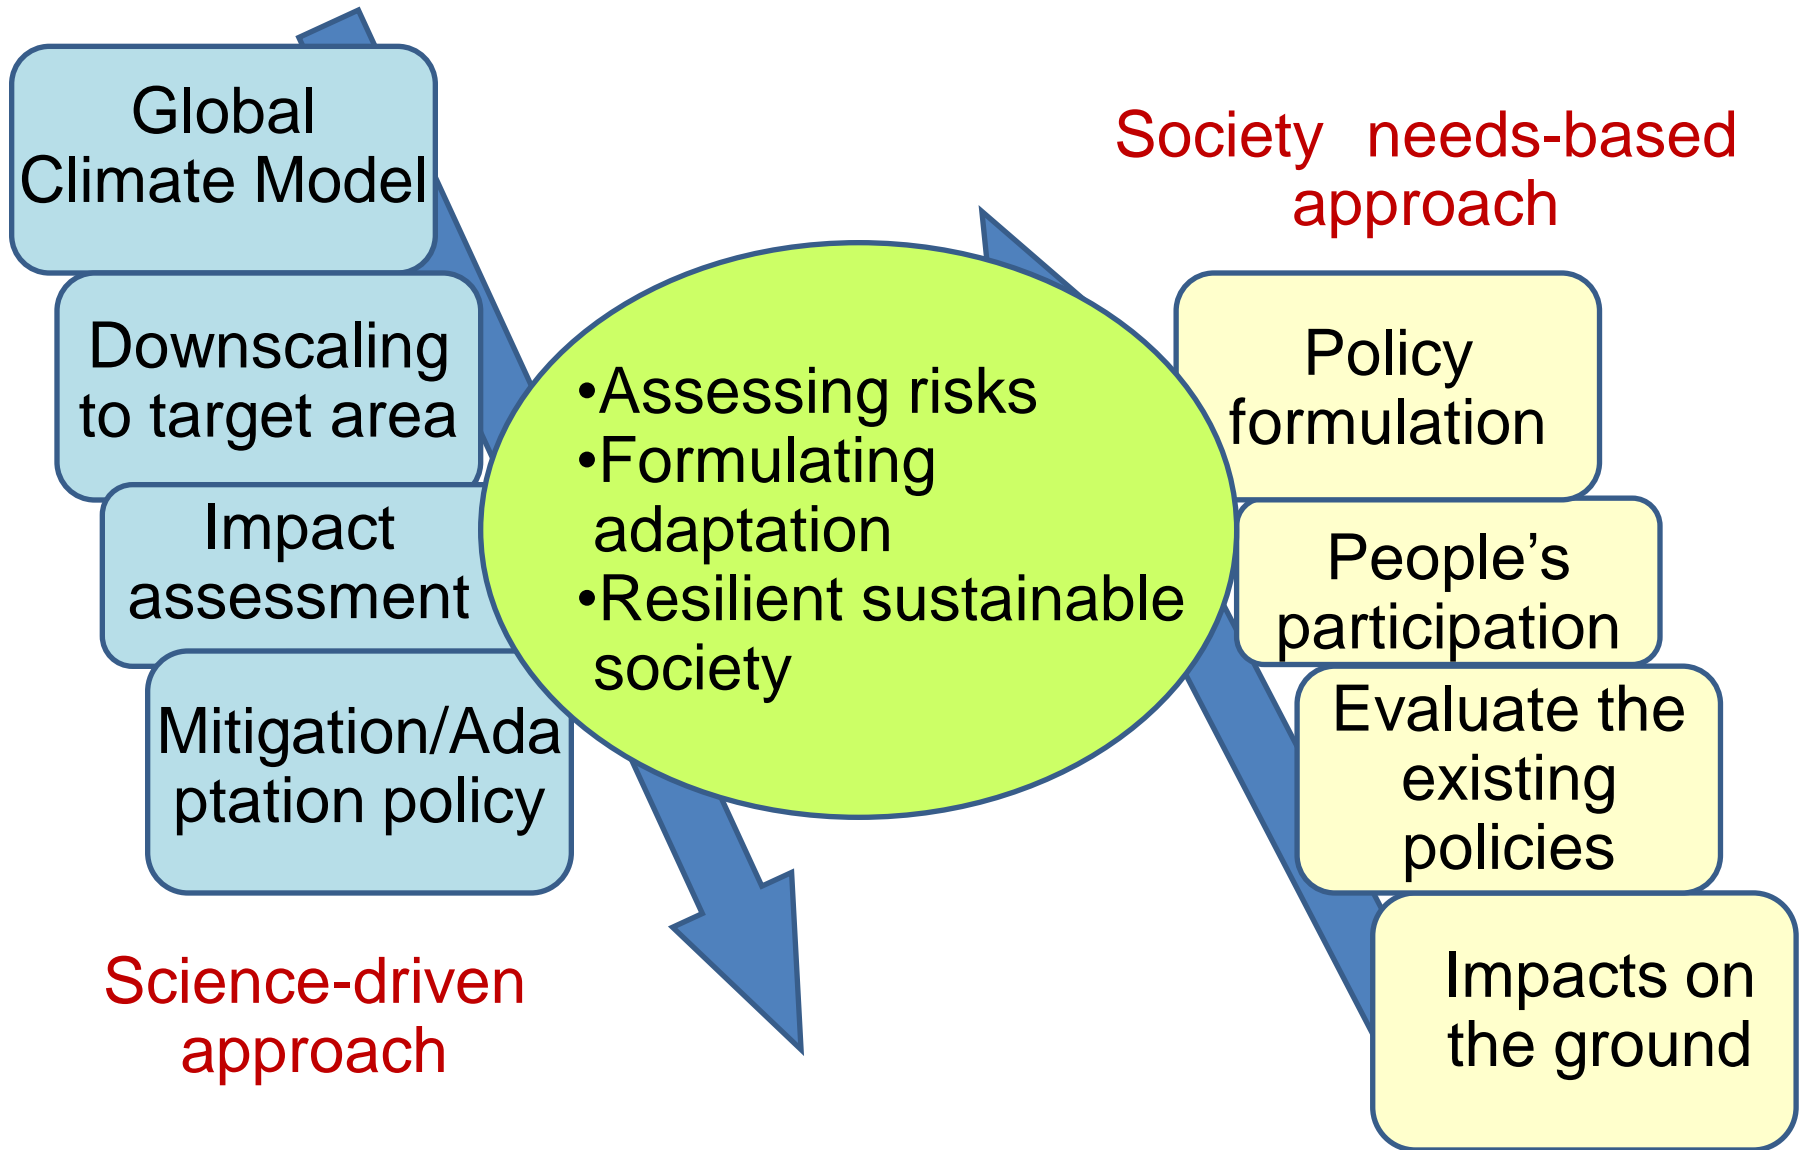 Global
Climate Model
Downscaling
to target area
Impact
assessment
Mitigation/Ada
ptation policy
Science-driven
approach
•Assessing risks
•Formulating
adaptation
•Resilient sustainable
society
Society needs-based
approach
Policy
formulation
People’s
participation
Evaluate the
existing
policies
Impacts on
the ground